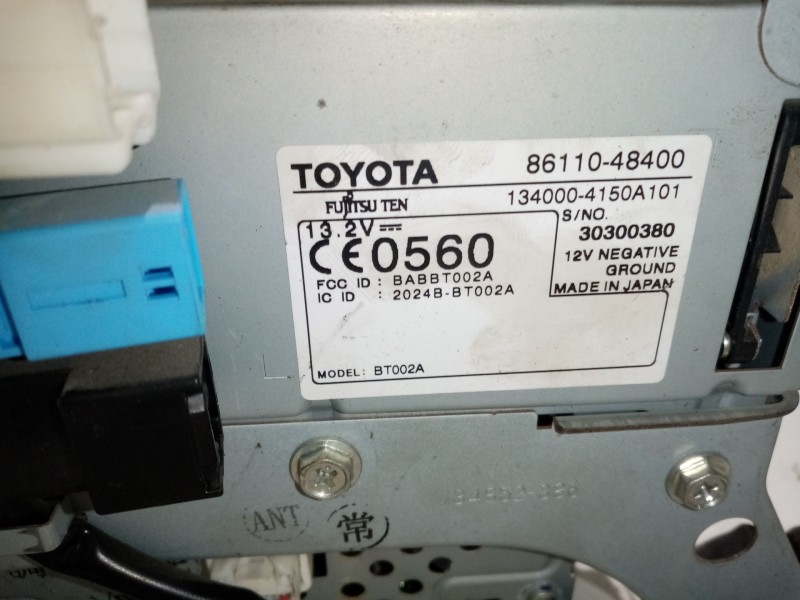 TOYOTA 86110-48400
FUJITSU TEN 134000-4150A101
13.2V⎓ S/NO.
30300380
CE0560 12V NEGATIVE
GROUND
MADE IN JAPAN
FCC ID : BABBT002A
IC ID : 2024B-BT002A
MODEL: BT002A
ANT 常